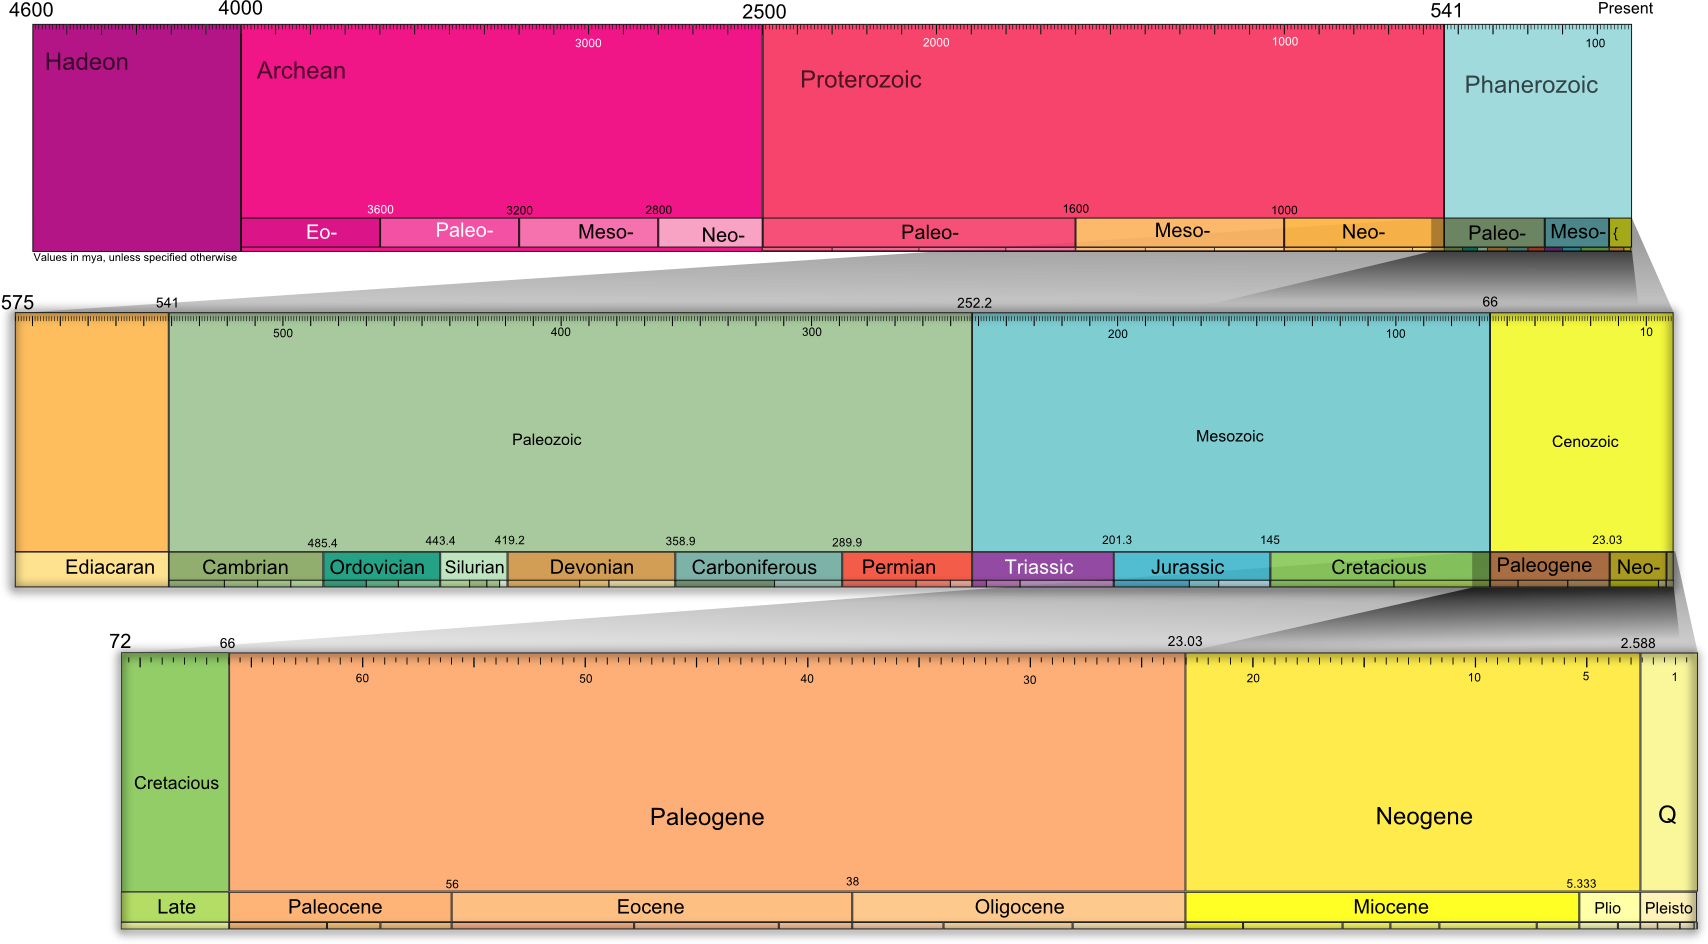 4600 4000 2500 541 Present
3000 2000 1000 100
Hadeon Archean Proterozoic Phanerozoic
3600 3200 2800 1600 1000
Eo- Paleo- Meso- Neo- Paleo- Meso- Neo- Paleo- Meso- {
Values in mya, unless specified otherwise
575 541 252.2 66
500 400 300 200 100 10
Paleozoic Mesozoic Cenozoic
485.4 443.4 419.2 358.9 289.9 201.3 145 23.03
Ediacaran Cambrian Ordovician Silurian Devonian Carboniferous Permian Triassic Jurassic Cretacious Paleogene Neo-
72 66 23.03 2.588
60 50 40 30 20 10 5 1
Cretacious Paleogene Neogene Q
56 38 5.333
Late Paleocene Eocene Oligocene Miocene Plio Pleisto